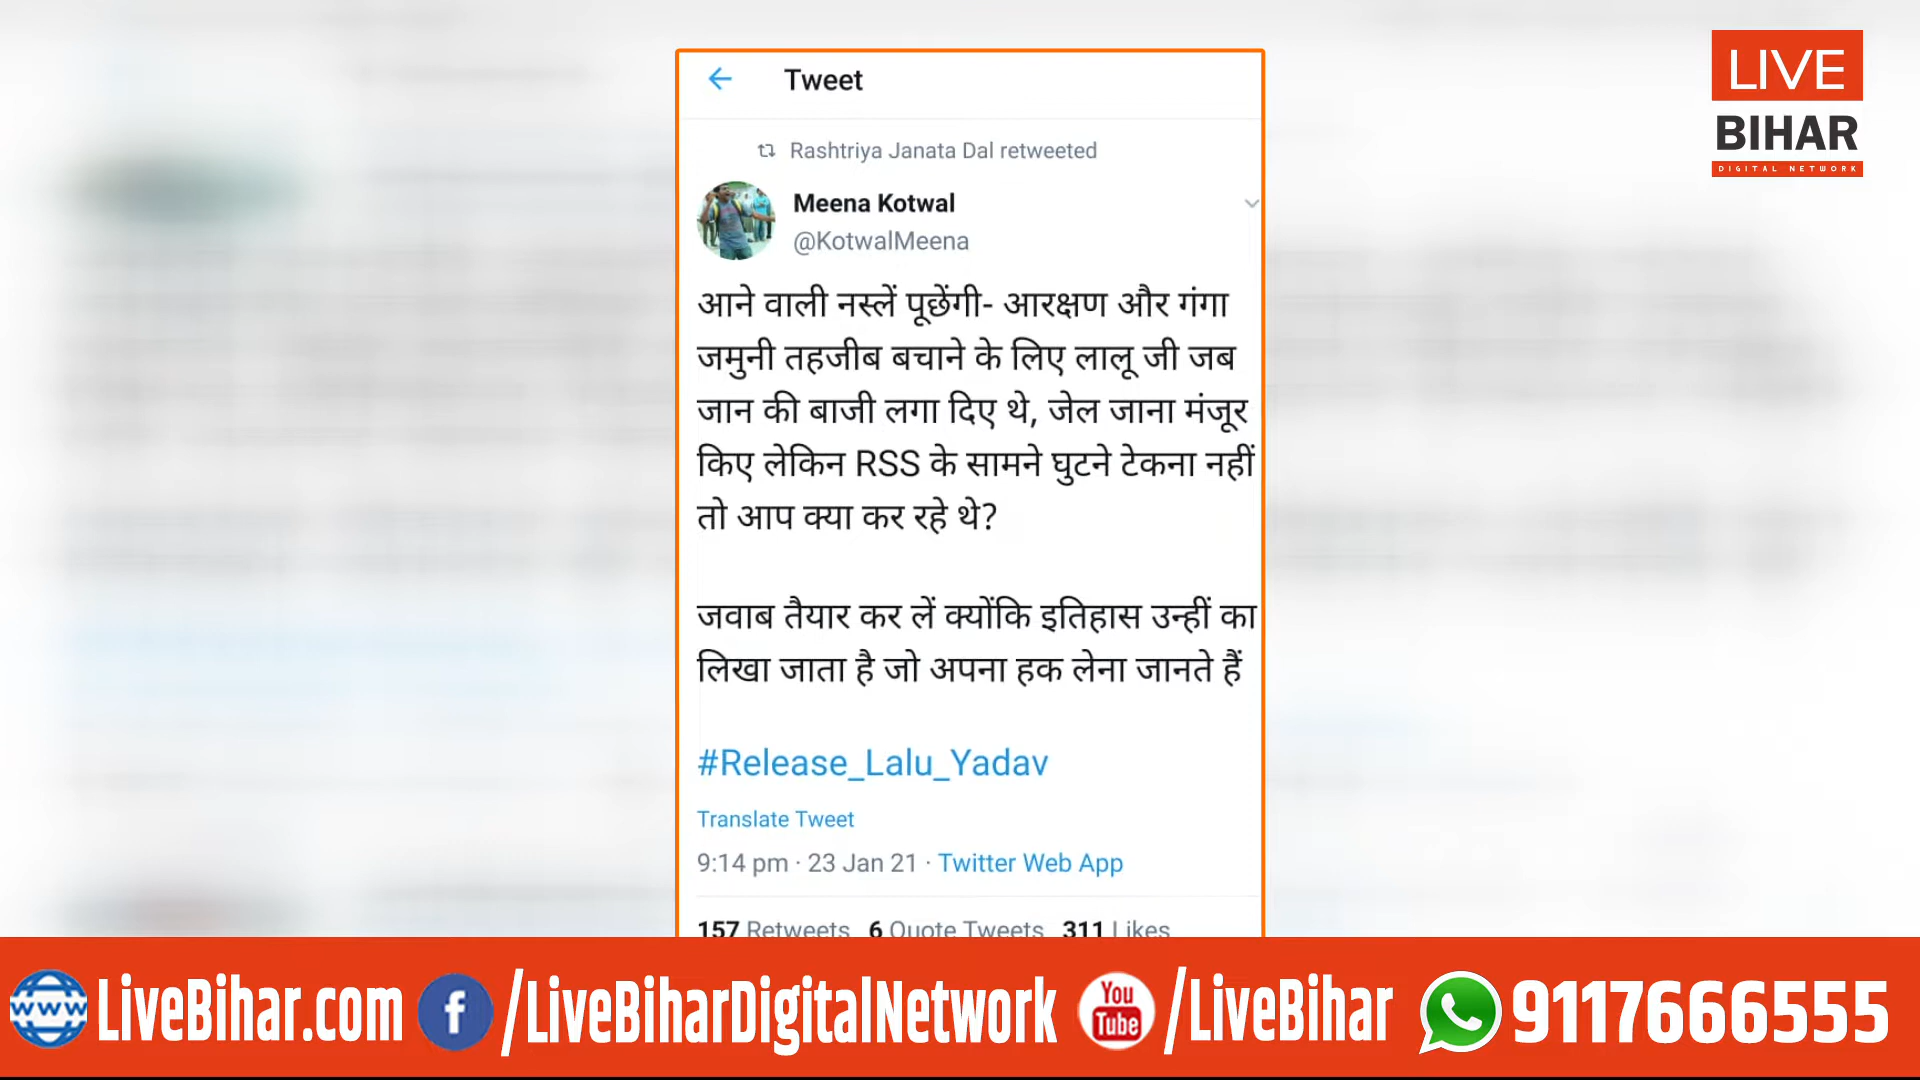 Tweet
Rashtriya Janata Dal retweeted
Meena Kotwal
@KotwalMeena
आने वाली नस्लें पूछेंगी- आरक्षण और गंगा
जमुनी तहजीब बचाने के लिए लालू जी जब
जान की बाजी लगा दिए थे, जेल जाना मंजूर
किए लेकिन RSS के सामने घुटने टेकना नहीं
तो आप क्या कर रहे थे?
जवाब तैयार कर लें क्योंकि इतिहास उन्हीं का
लिखा जाता है जो अपना हक लेना जानते हैं
#Release_Lalu_Yadav
Translate Tweet
9:14 pm · 23 Jan 21 · Twitter Web App
157 Retweets 6 Quote Tweets 311 Likes
LIVE
BIHAR
DIGITAL NETWORK
www LiveBihar.com f /LiveBiharDigitalNetwork You Tube /LiveBihar 9117666555